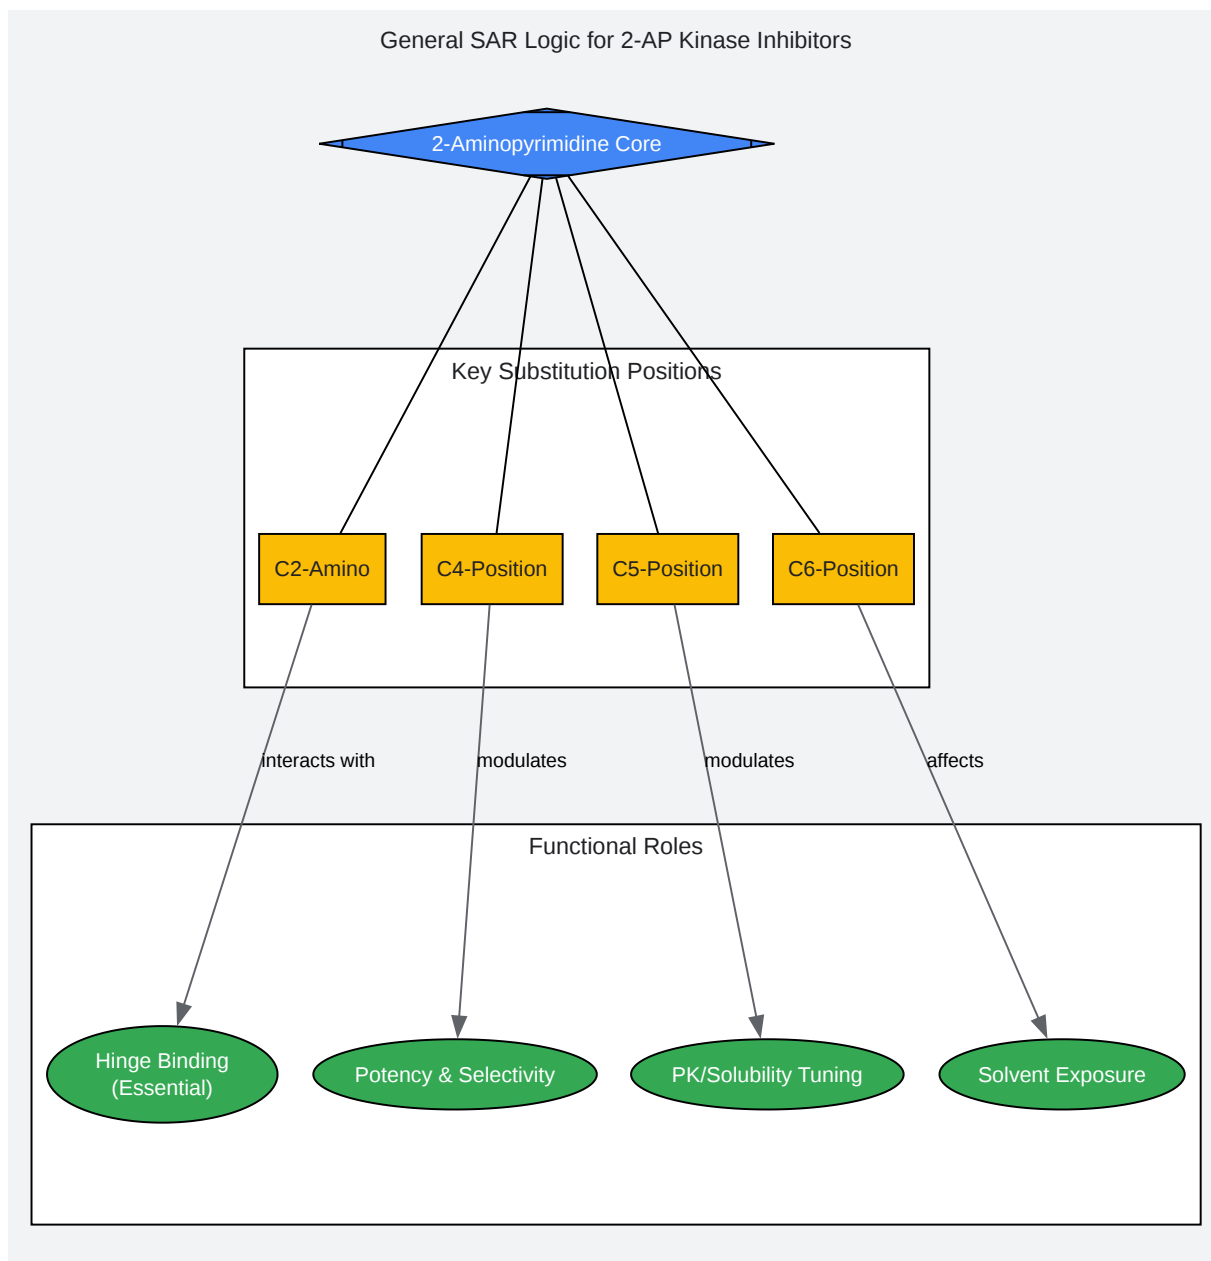 General SAR Logic for 2-AP Kinase Inhibitors
2-Aminopyrimidine Core
Key Substitution Positions
C2-Amino
C4-Position
C5-Position
C6-Position
interacts with
modulates
modulates
affects
Functional Roles
Hinge Binding
(Essential)
Potency & Selectivity
PK/Solubility Tuning
Solvent Exposure